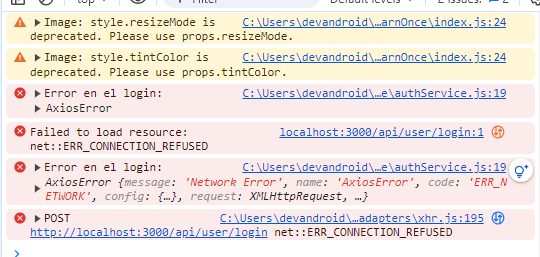 top
Filter
Default levels
2 Issues:
2
Image: style.resizeMode is C:\Users\devandroid\…arnOnce\index.js:24
deprecated. Please use props.resizeMode.
Image: style.tintColor is C:\Users\devandroid\…arnOnce\index.js:24
deprecated. Please use props.tintColor.
Error en el login: C:\Users\devandroid\…e\authService.js:19
AxiosError
Failed to load resource: localhost:3000/api/user/login:1
net::ERR_CONNECTION_REFUSED
Error en el login: C:\Users\devandroid\…e\authService.js:19
AxiosError {message: 'Network Error', name: 'AxiosError', code: 'ERR_N
ETWORK', config: {…}, request: XMLHttpRequest, …}
POST C:\Users\devandroid\…adapters\xhr.js:195
http://localhost:3000/api/user/login net::ERR_CONNECTION_REFUSED